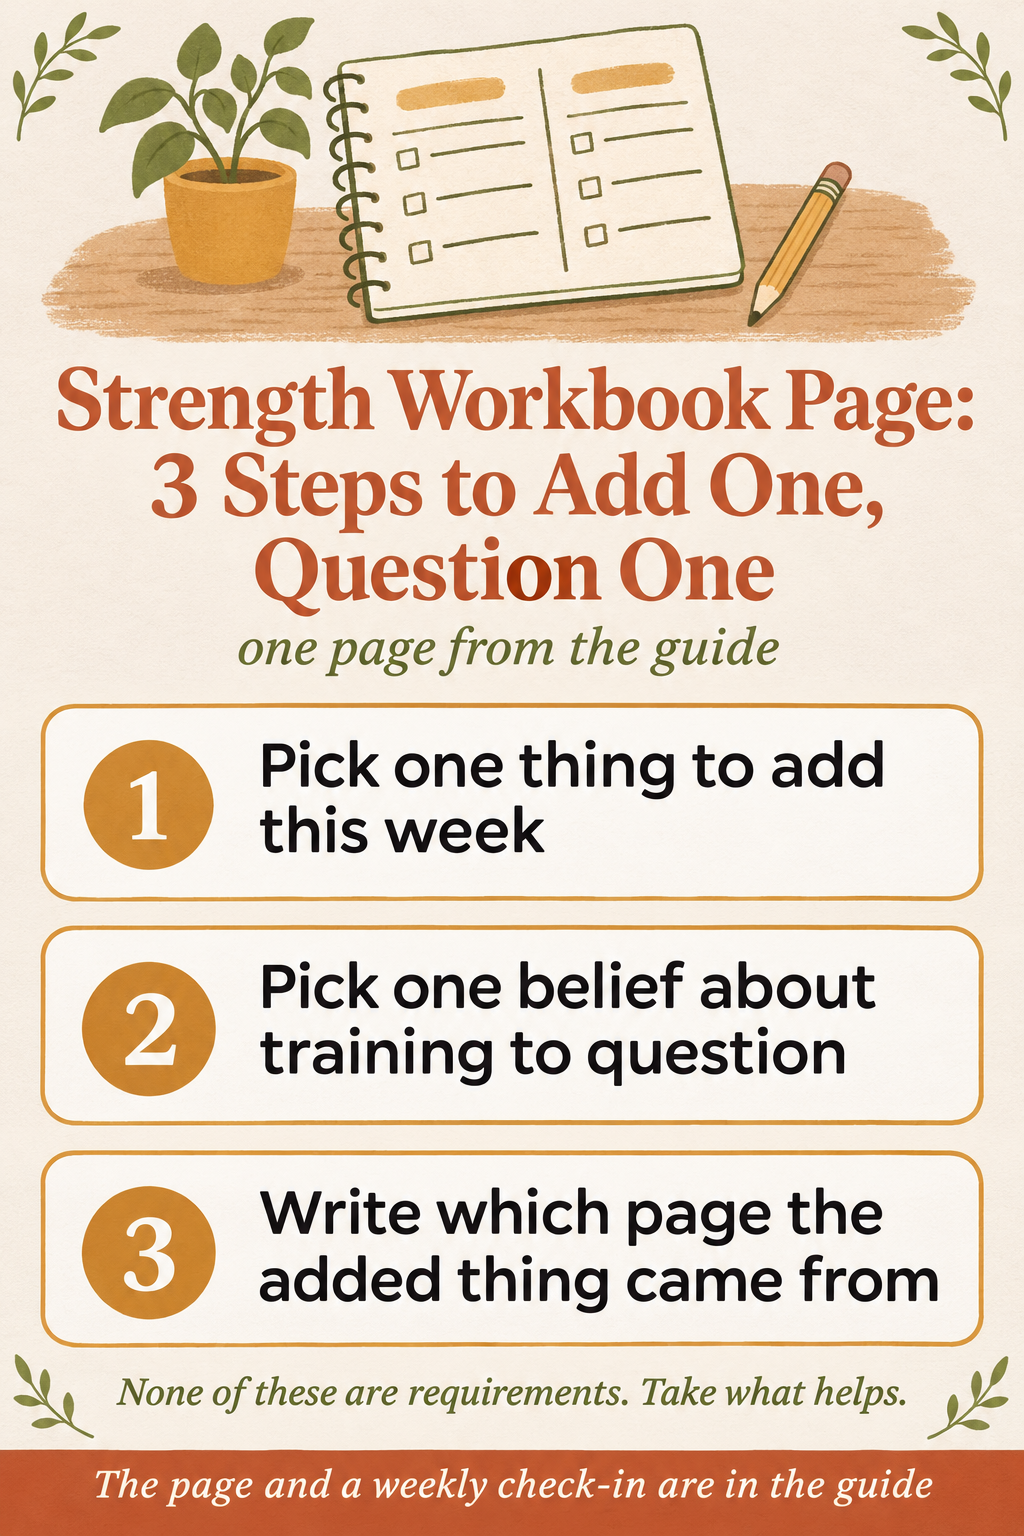 Strength Workbook Page:
3 Steps to Add One,
Question One
one page from the guide
1
Pick one thing to add
this week
2
Pick one belief about
training to question
3
Write which page the
added thing came from
None of these are requirements. Take what helps.
The page and a weekly check-in are in the guide